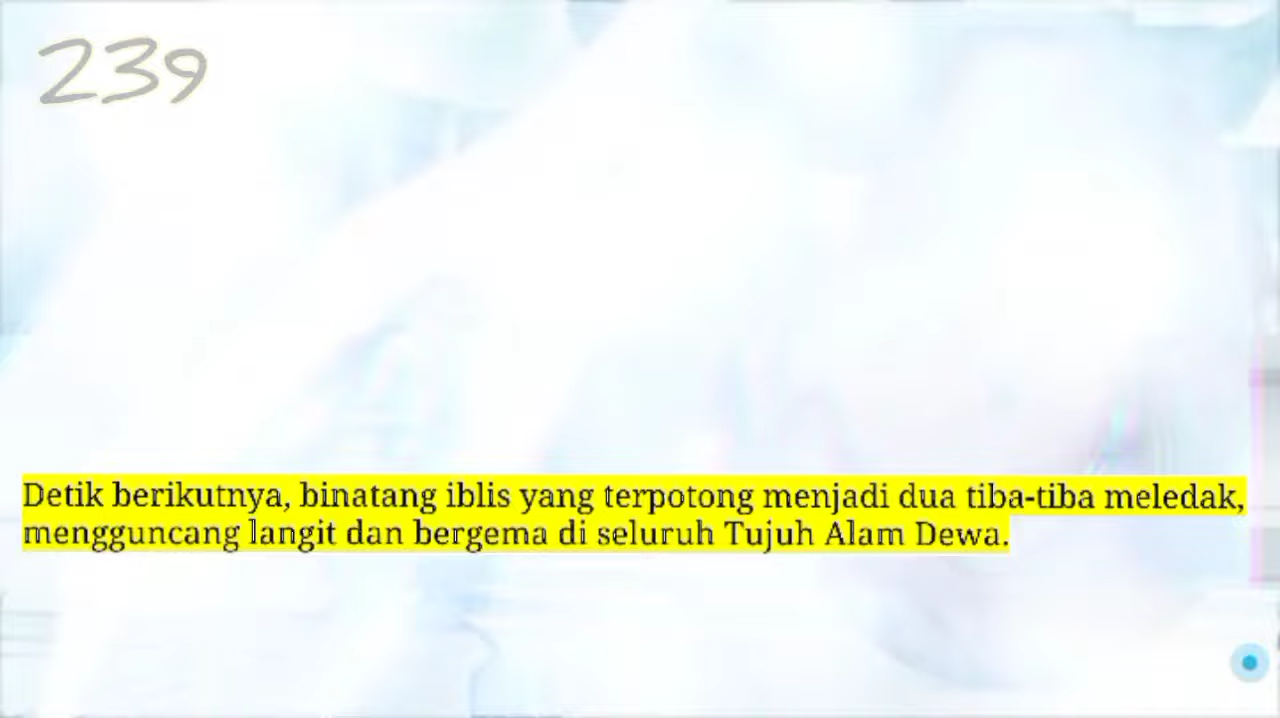 239
Detik berikutnya, binatang iblis yang terpotong menjadi dua tiba-tiba meledak,
mengguncang langit dan bergema di seluruh Tujuh Alam Dewa.